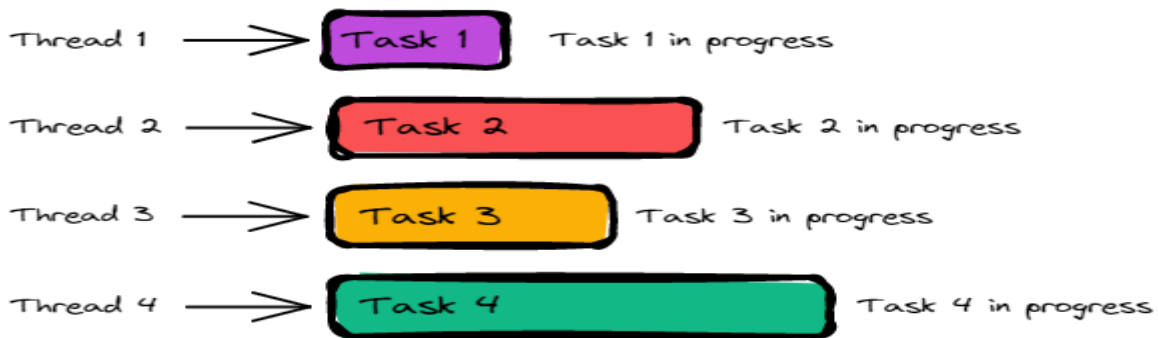 Thread 1 Task 1 Task 1 in progress
Thread 2 Task 2 Task 2 in progress
Thread 3 Task 3 Task 3 in progress
Thread 4 Task 4 Task 4 in progress